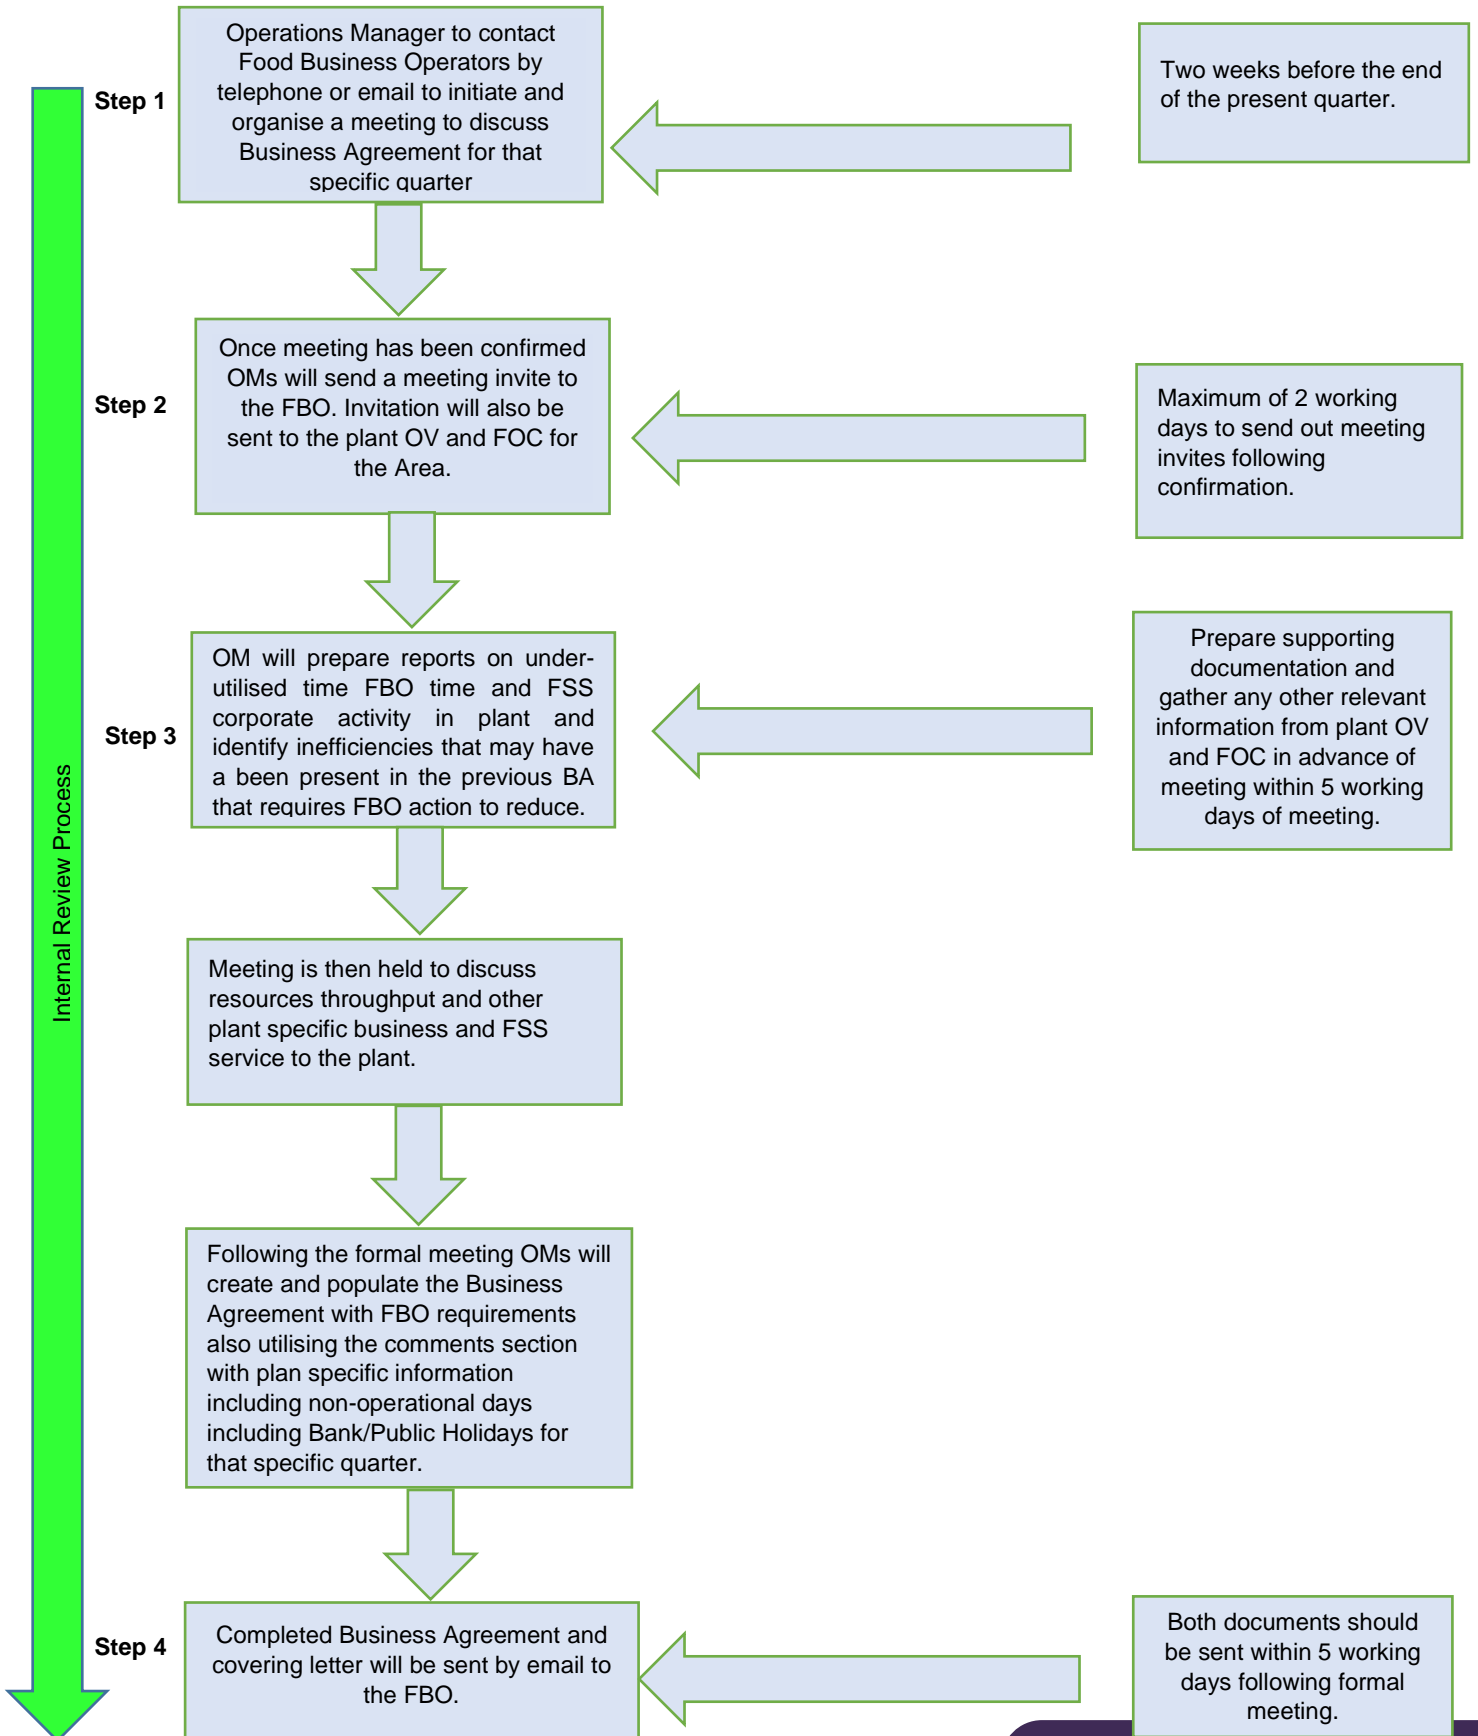 Operations Manager to contact
Food Business Operators by
telephone or email to initiate and
organise a meeting to discuss
Business Agreement for that
specific quarter
Step 1
Two weeks before the end
of the present quarter.
Once meeting has been confirmed
OMs will send a meeting invite to
the FBO. Invitation will also be
sent to the plant OV and FOC for
the Area.
Step 2
Maximum of 2 working
days to send out meeting
invites following
confirmation.
OM will prepare reports on under-
utilised time FBO time and FSS
corporate activity in plant and
identify inefficiencies that may have
a been present in the previous BA
that requires FBO action to reduce.
Step 3
Prepare supporting
documentation and
gather any other relevant
information from plant OV
and FOC in advance of
meeting within 5 working
days of meeting.
Internal Review Process
Meeting is then held to discuss
resources throughput and other
plant specific business and FSS
service to the plant.
Following the formal meeting OMs will
create and populate the Business
Agreement with FBO requirements
also utilising the comments section
with plan specific information
including non-operational days
including Bank/Public Holidays for
that specific quarter.
Step 4
Completed Business Agreement and
covering letter will be sent by email to
the FBO.
Both documents should
be sent within 5 working
days following formal
meeting.